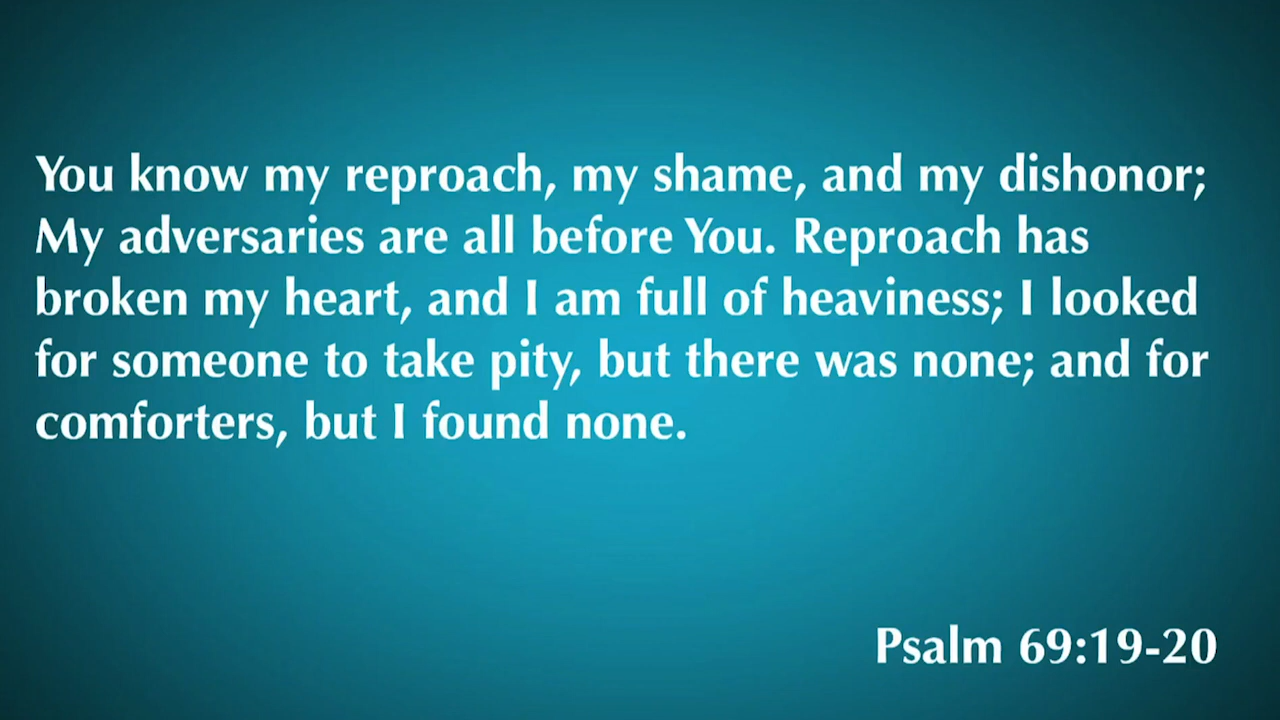 You know my reproach, my shame, and my dishonor;
My adversaries are all before You. Reproach has
broken my heart, and I am full of heaviness; I looked
for someone to take pity, but there was none; and for
comforters, but I found none.
Psalm 69:19-20